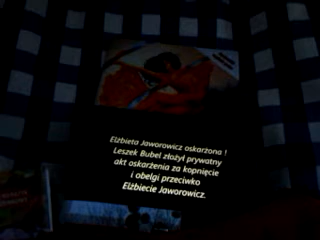 Elżbieta Jaworowicz oskarżona !
Leszek Bubel złożył prywatny
akt oskarżenia za kopnięcie
i obelgi przeciwko
Elżbiecie Jaworowicz.